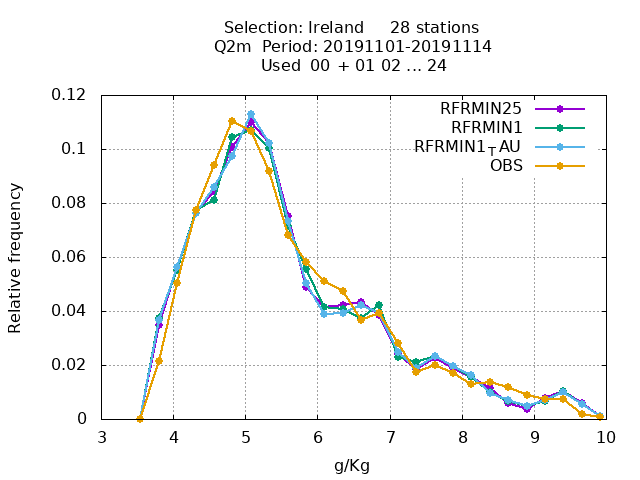 Selection: Ireland     28 stations
Q2m  Period: 20191101-20191114
Used  00 + 01 02 ... 24
RFRMIN25
RFRMIN1
RFRMIN1┬AU
OBS
Relative frequency
0.12
0.1
0.08
0.06
0.04
0.02
0
3 4 5 6 7 8 9 10
g/Kg